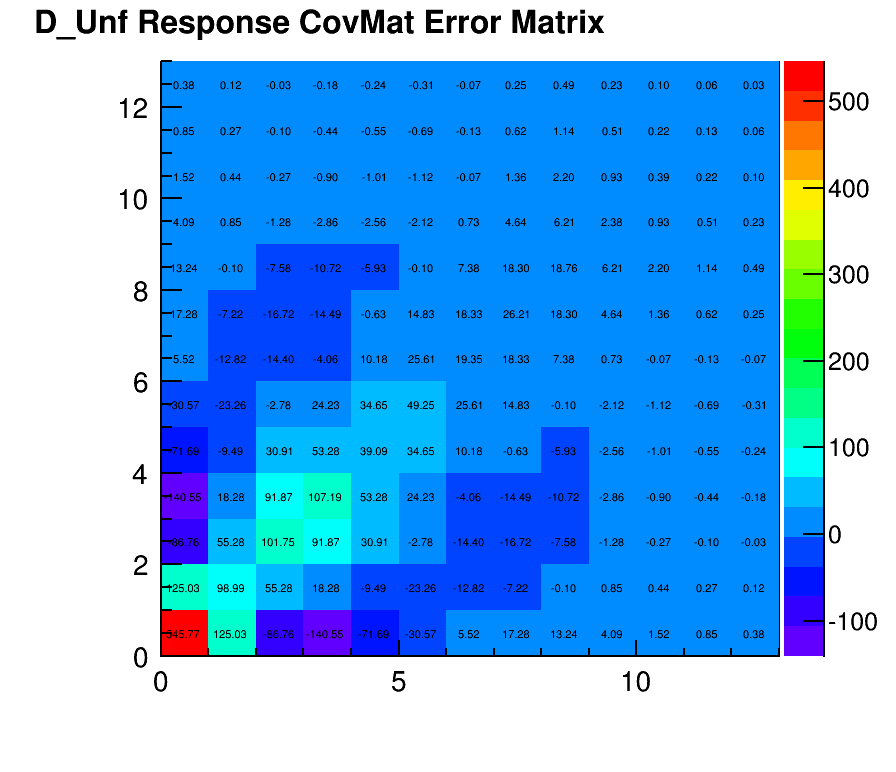 D_Unf Response CovMat Error Matrix
0.38 0.12 -0.03 -0.18 -0.24 -0.31 -0.07 0.25 0.49 0.23 0.10 0.06 0.03
0.85 0.27 -0.10 -0.44 -0.55 -0.69 -0.13 0.62 1.14 0.51 0.22 0.13 0.06
1.52 0.44 -0.27 -0.90 -1.01 -1.12 -0.07 1.36 2.20 0.93 0.39 0.22 0.10
4.09 0.85 -1.28 -2.86 -2.56 -2.12 0.73 4.64 6.21 2.38 0.93 0.51 0.23
13.24 -0.10 -7.58 -10.72 -5.93 -0.10 7.38 18.30 18.76 6.21 2.20 1.14 0.49
17.28 -7.22 -16.72 -14.49 -0.63 14.83 18.33 26.21 18.30 4.64 1.36 0.62 0.25
5.52 -12.82 -14.40 -4.06 10.18 25.61 19.35 18.33 7.38 0.73 -0.07 -0.13 -0.07
-30.57 -23.26 -2.78 24.23 34.65 49.25 25.61 14.83 -0.10 -2.12 -1.12 -0.69 -0.31
-71.69 -9.49 30.91 53.28 39.09 34.65 10.18 -0.63 -5.93 -2.56 -1.01 -0.55 -0.24
-140.55 18.28 91.87 107.19 53.28 24.23 -4.06 -14.49 -10.72 -2.86 -0.90 -0.44 -0.18
-86.76 55.28 101.75 91.87 30.91 -2.78 -14.40 -16.72 -7.58 -1.28 -0.27 -0.10 -0.03
125.03 98.99 55.28 18.28 -9.49 -23.26 -12.82 -7.22 -0.10 0.85 0.44 0.27 0.12
545.77 125.03 -86.76 -140.55 -71.69 -30.57 5.52 17.28 13.24 4.09 1.52 0.85 0.38
12
10
8
6
4
2
0
0 5 10
500
400
300
200
100
0
-100